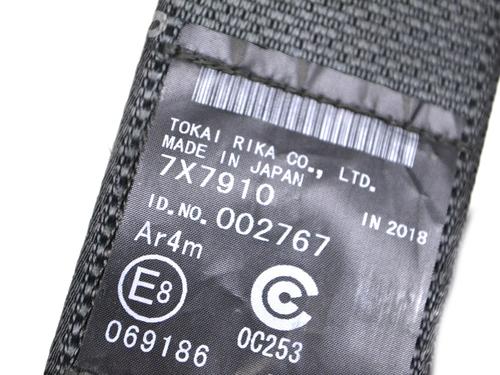 TOKAI RIKA CO., LTD.
MADE IN JAPAN
7X7910 IN 2018
ID.NO. 002767
Ar4m
E8 C
069186 0C253